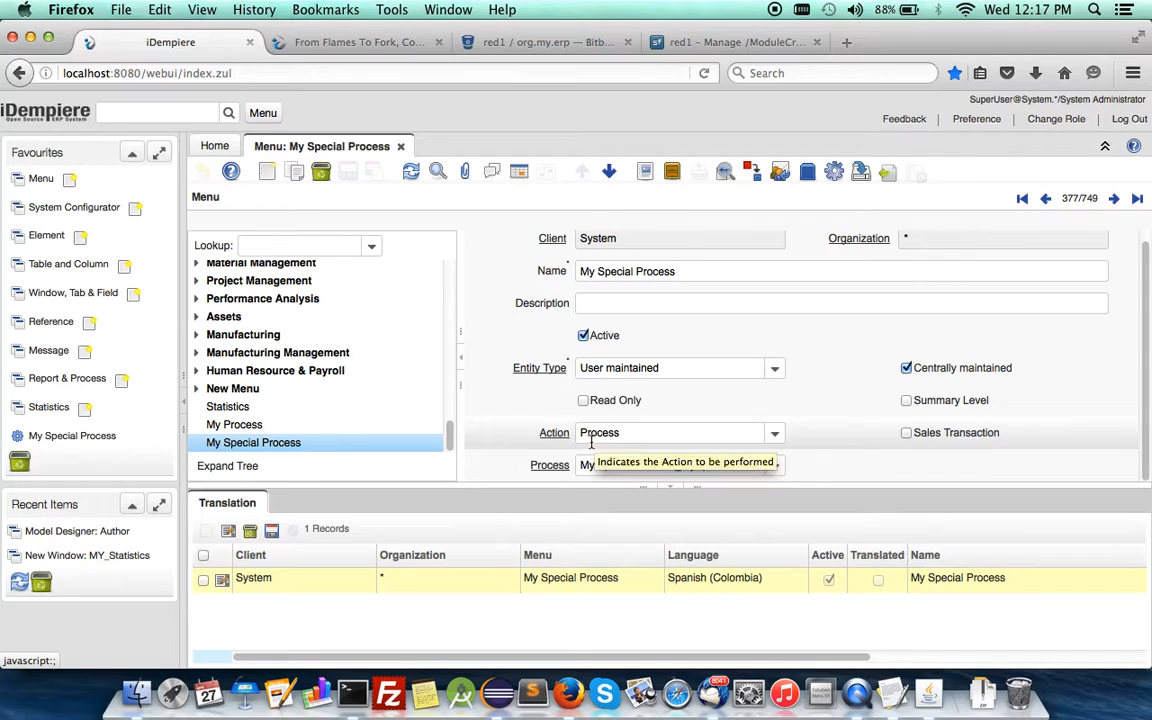 Firefox File Edit View History Bookmarks Tools Window Help 88% Wed 12:17 PM
iDempiere
From Flames To Fork, Co...
red1 / org.my.erp — Bitb...
red1 - Manage /ModuleCr...
localhost:8080/webui/index.zul
Search
iDempiere
Open Source ERP System
Menu
SuperUser@System.*/System Administrator
Feedback Preference Change Role Log Out
Favourites
Menu
System Configurator
Element
Table and Column
Window, Tab & Field
Reference
Message
Report & Process
Statistics
My Special Process
Recent Items
Model Designer: Author
New Window: MY_Statistics
javascript:;
Home
Menu: My Special Process
Menu
377/749
Lookup:
Material Management
Project Management
Performance Analysis
Assets
Manufacturing
Manufacturing Management
Human Resource & Payroll
New Menu
Statistics
My Process
My Special Process
Expand Tree
Client System Organization *
Name * My Special Process
Description
Active
Entity Type * User maintained Centrally maintained
Read Only Summary Level
Action Process Sales Transaction
Process My
Indicates the Action to be performed
Translation
1 Records
Client Organization Menu Language Active Translated Name
System * My Special Process Spanish (Colombia) My Special Process